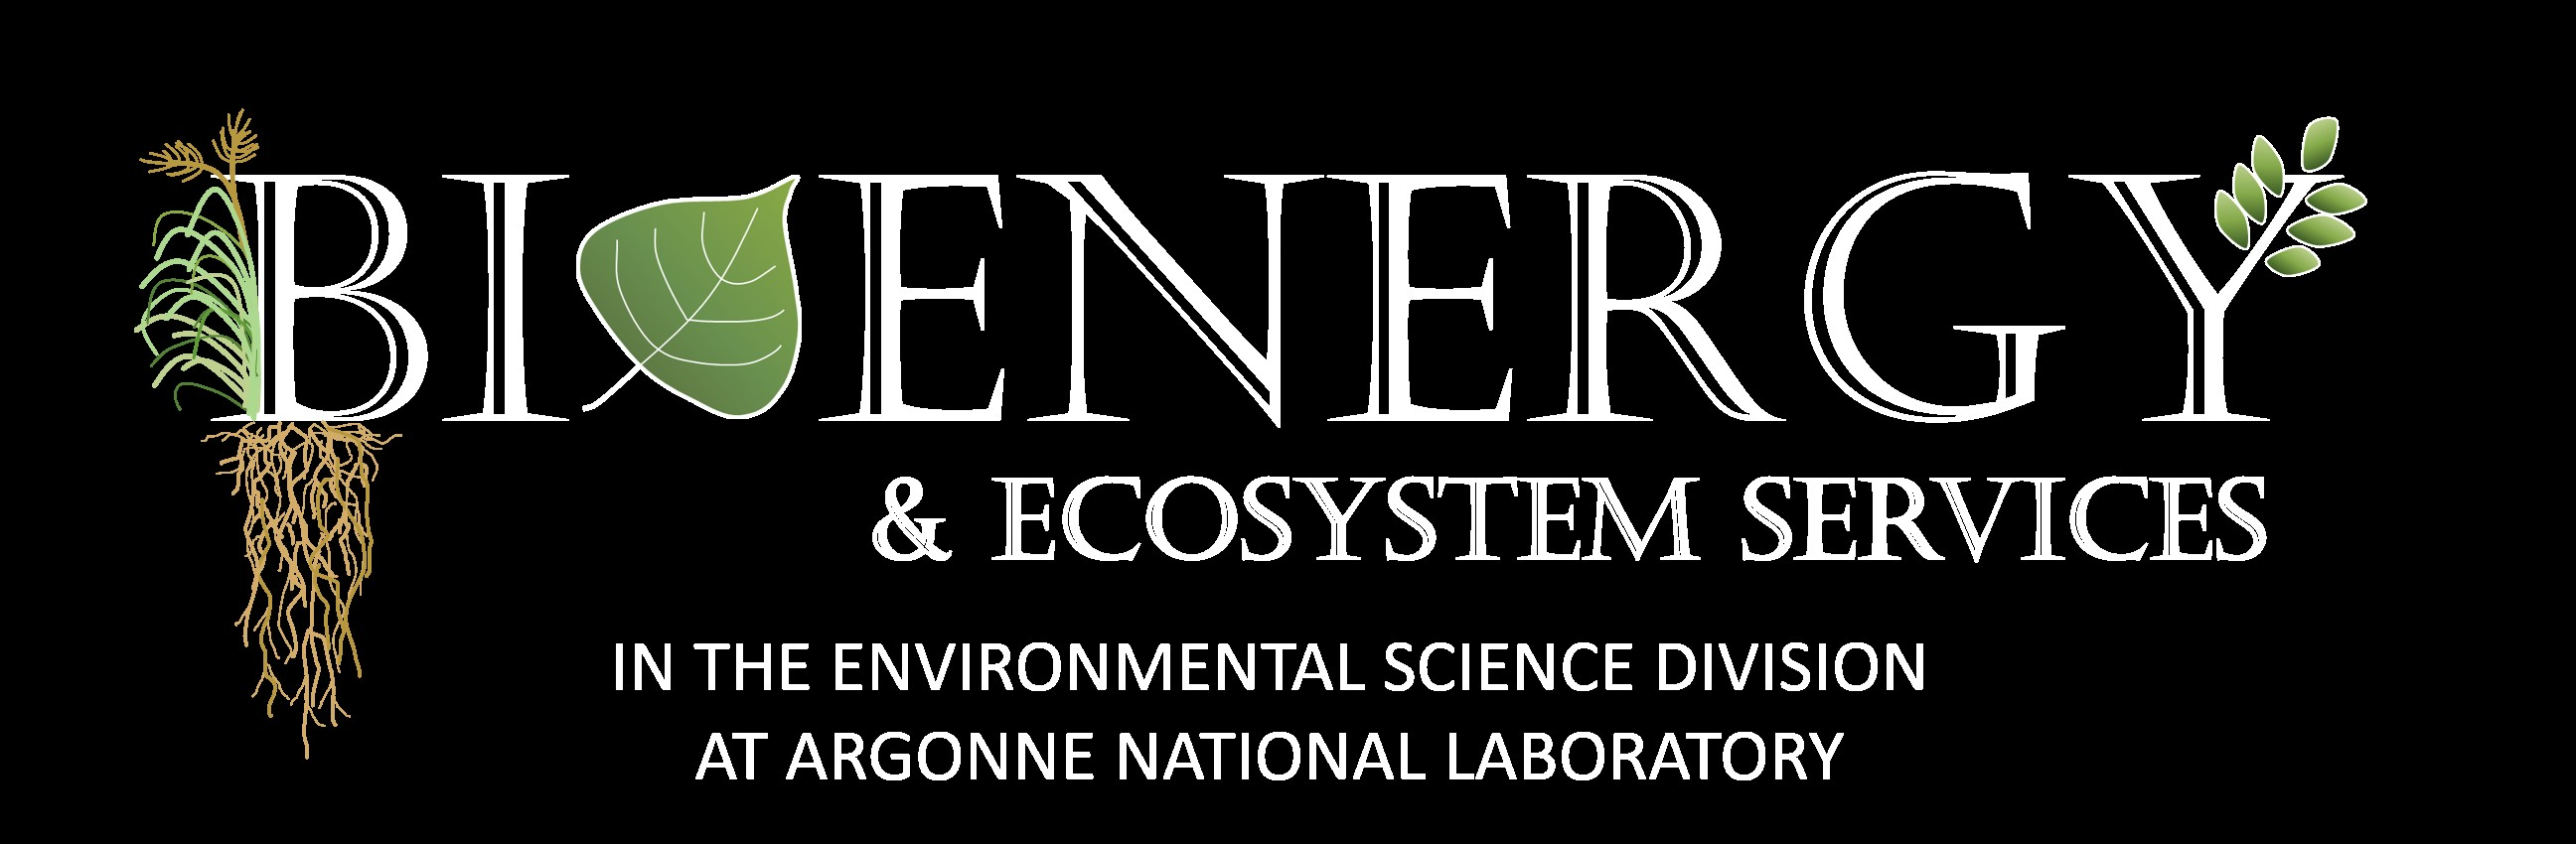 BIOENERGY
& ECOSYSTEM SERVICES
IN THE ENVIRONMENTAL SCIENCE DIVISION
AT ARGONNE NATIONAL LABORATORY